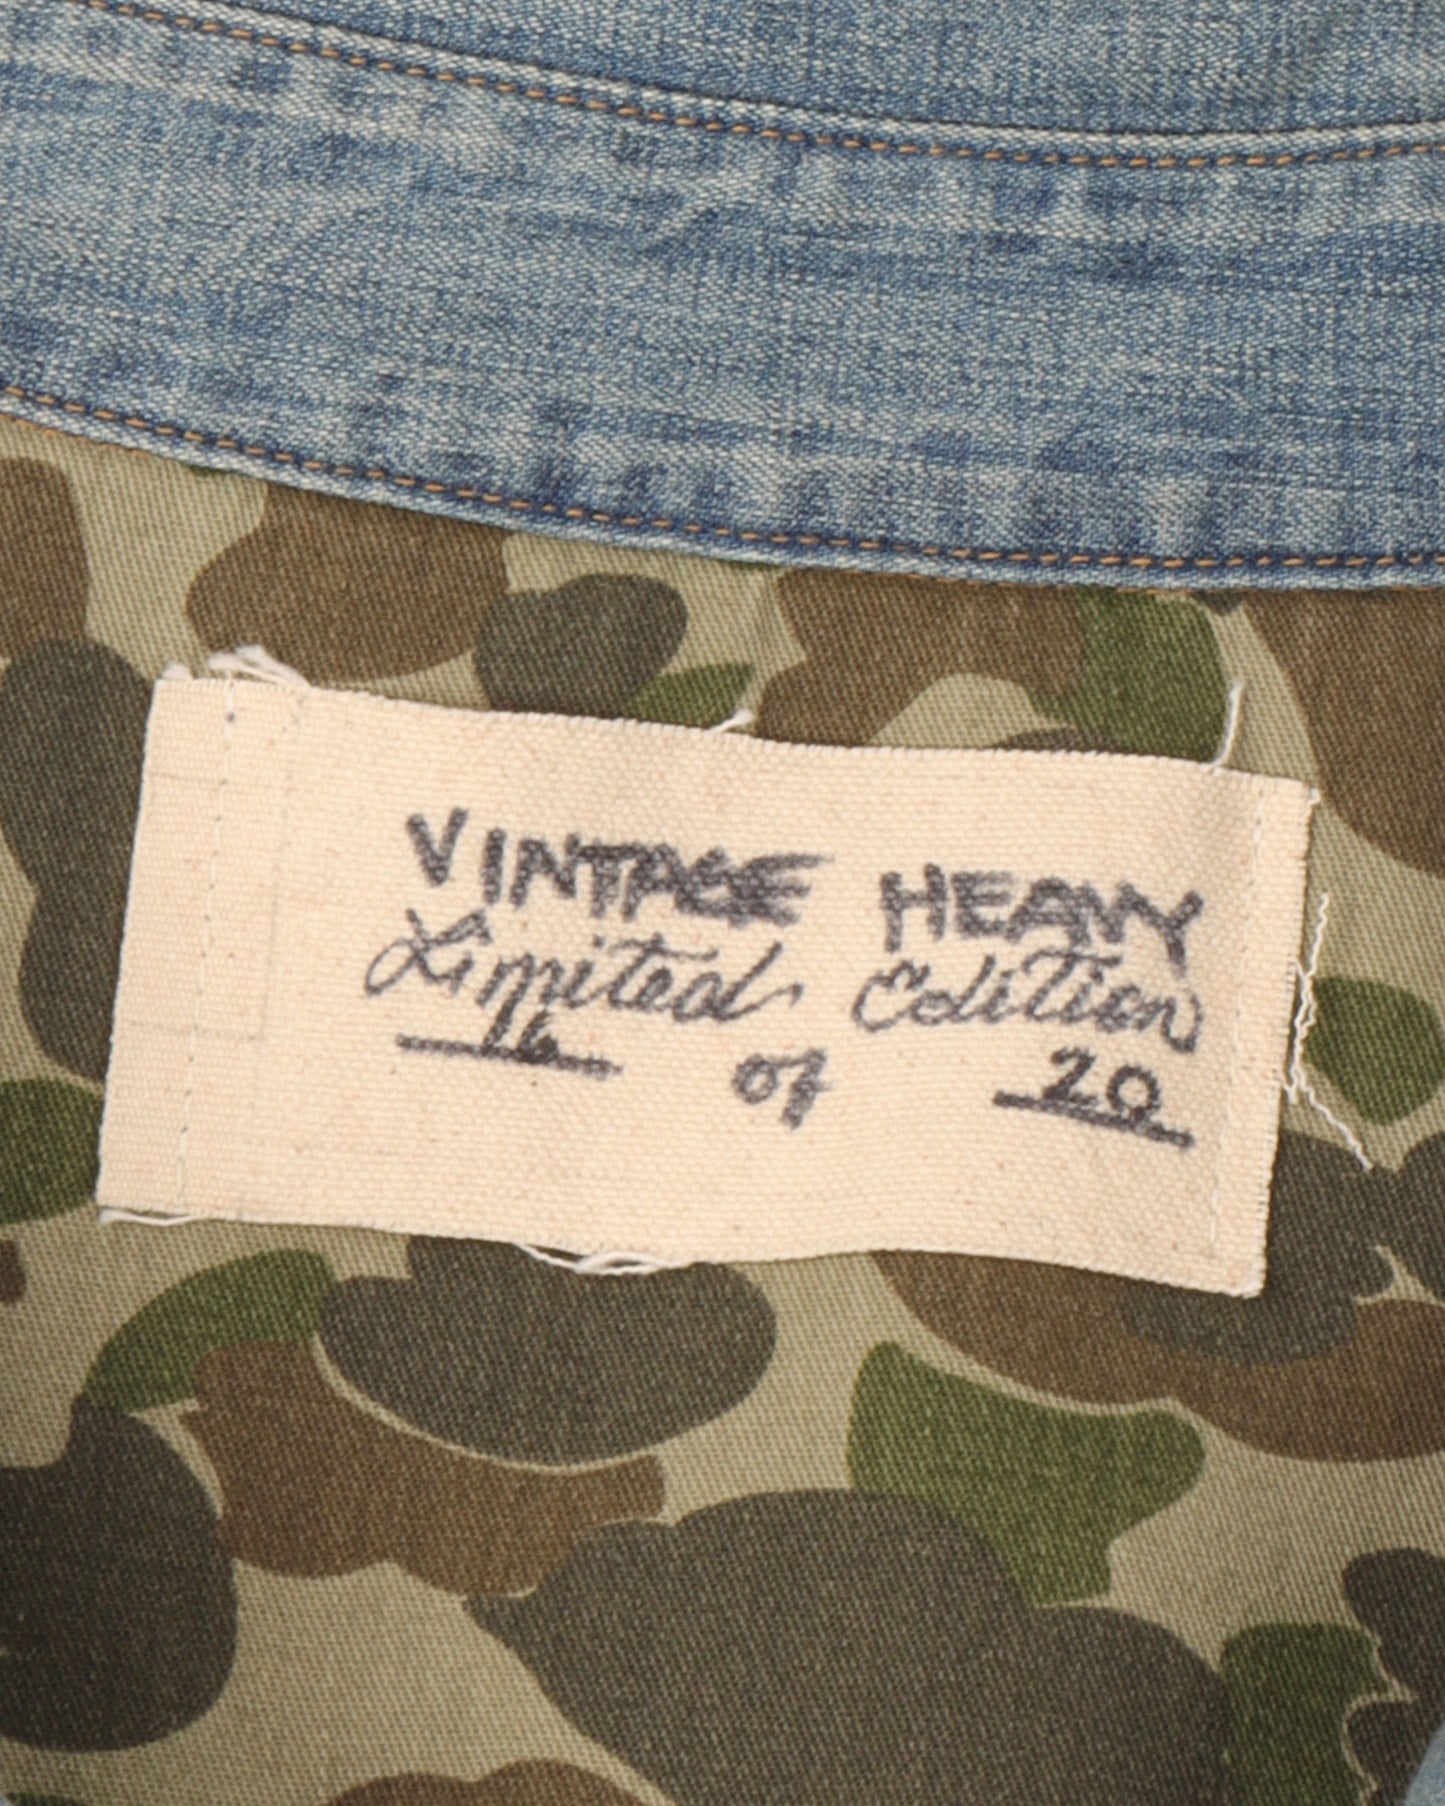 VINTAGE HEAVY
Limited Edition
16 of 20